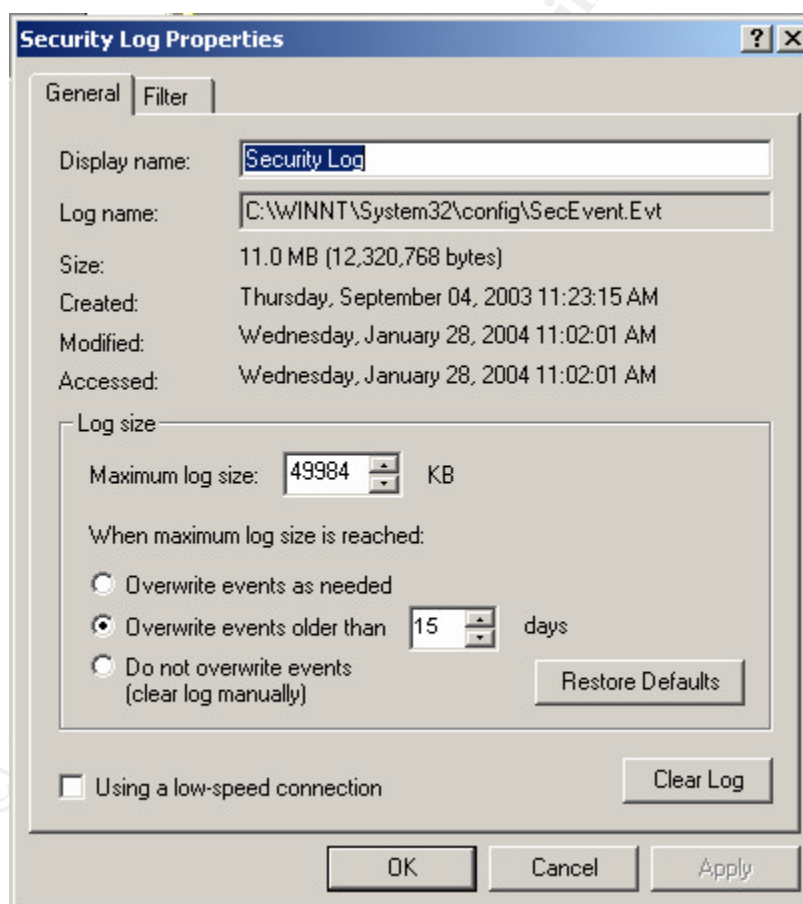 Security Log Properties
General Filter
Display name: Security Log
Log name: C:\WINNT\System32\config\SecEvent.Evt
Size: 11.0 MB (12,320,768 bytes)
Created: Thursday, September 04, 2003 11:23:15 AM
Modified: Wednesday, January 28, 2004 11:02:01 AM
Accessed: Wednesday, January 28, 2004 11:02:01 AM
Log size
Maximum log size: 49984 KB
When maximum log size is reached:
Overwrite events as needed
Overwrite events older than 15 days
Do not overwrite events
(clear log manually)
Restore Defaults
Using a low-speed connection
Clear Log
OK Cancel Apply